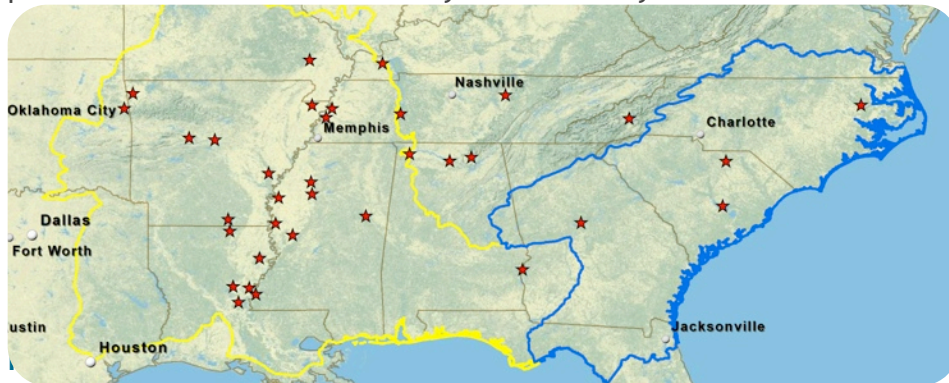 Nashville
Oklahoma City
Charlotte
Memphis
Dallas
Fort Worth
ustin
Jacksonville
Houston